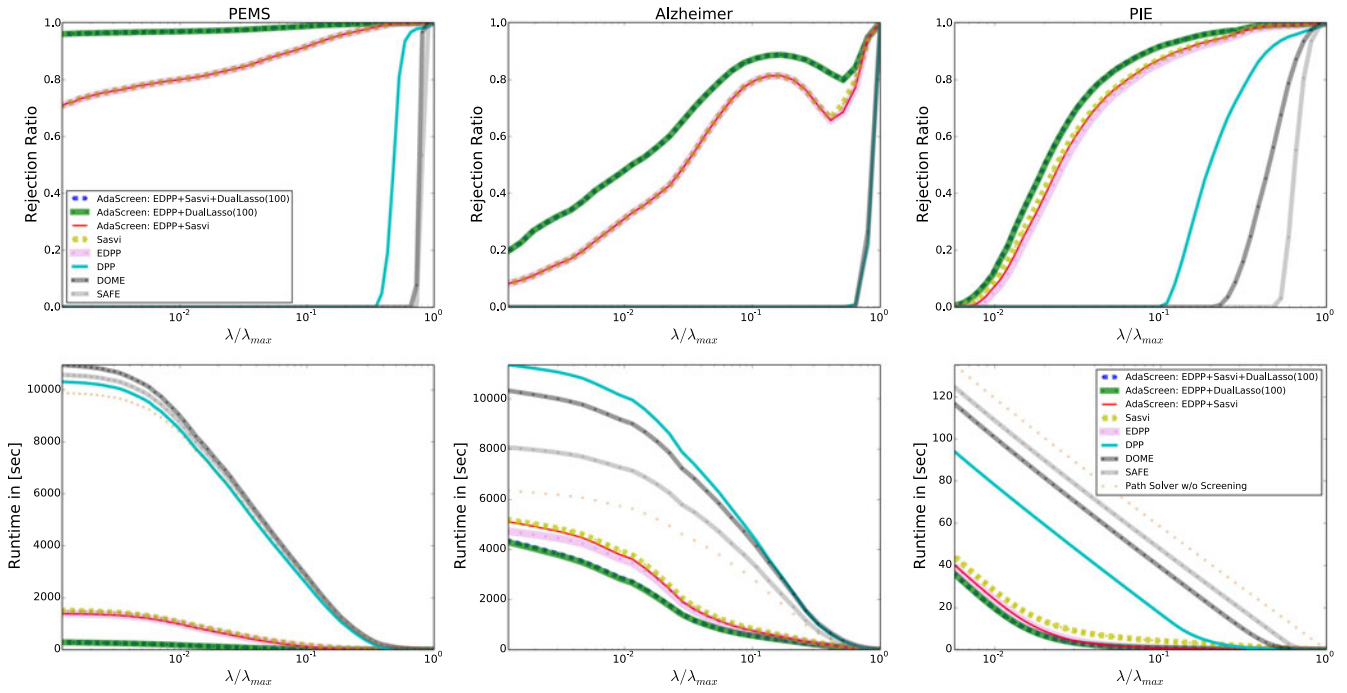 PEMS
Alzheimer
PIE
Rejection Ratio
1.0
0.8
0.6
0.4
0.2
0.0
AdaScreen: EDPP+Sasvi+DualLasso(100)
AdaScreen: EDPP+DualLasso(100)
AdaScreen: EDPP+Sasvi
Sasvi
EDPP
DPP
DOME
SAFE
10⁻²
10⁻¹
10⁰
λ/λmax
Rejection Ratio
1.0
0.8
0.6
0.4
0.2
0.0
10⁻²
10⁻¹
10⁰
λ/λmax
Rejection Ratio
1.0
0.8
0.6
0.4
0.2
0.0
10⁻²
10⁻¹
10⁰
λ/λmax
Runtime in [sec]
10000
8000
6000
4000
2000
0
10⁻²
10⁻¹
10⁰
λ/λmax
Runtime in [sec]
10000
8000
6000
4000
2000
0
10⁻²
10⁻¹
10⁰
λ/λmax
Runtime in [sec]
120
100
80
60
40
20
0
AdaScreen: EDPP+Sasvi+DualLasso(100)
AdaScreen: EDPP+DualLasso(100)
AdaScreen: EDPP+Sasvi
Sasvi
EDPP
DPP
DOME
SAFE
Path Solver w/o Screening
10⁻²
10⁻¹
10⁰
λ/λmax